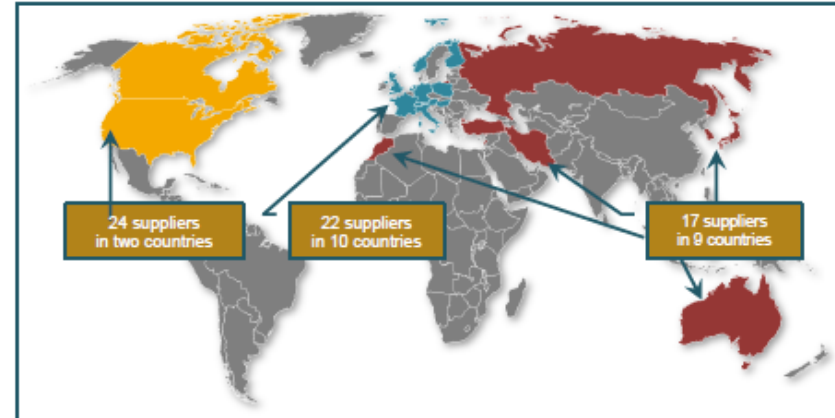 24 suppliers
in two countries
22 suppliers
in 10 countries
17 suppliers
in 9 countries